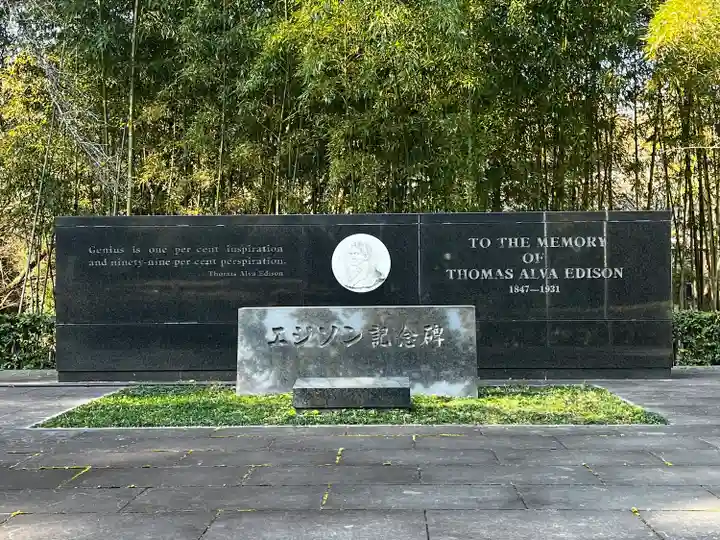 Genius is one per cent inspiration
and ninety-nine per cent perspiration.
Thomas Alva Edison
TO THE MEMORY
OF
THOMAS ALVA EDISON
1847—1931
エジソン記念碑